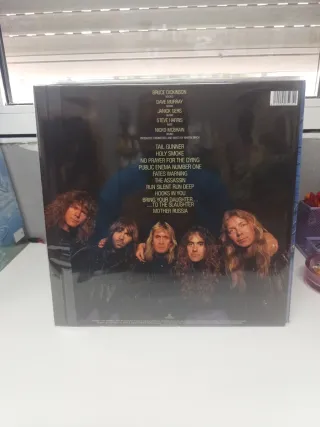 BRUCE DICKINSON
DAVE MURRAY
JANICK GERS
STEVE HARRIS
NICKO McBRAIN
TAIL GUNNER
HOLY SMOKE
NO PRAYER FOR THE DYING
PUBLIC ENEMA NUMBER ONE
FATES WARNING
THE ASSASSIN
RUN SILENT RUN DEEP
HOOKS IN YOU
BRING YOUR DAUGHTER...
...TO THE SLAUGHTER
MOTHER RUSSIA